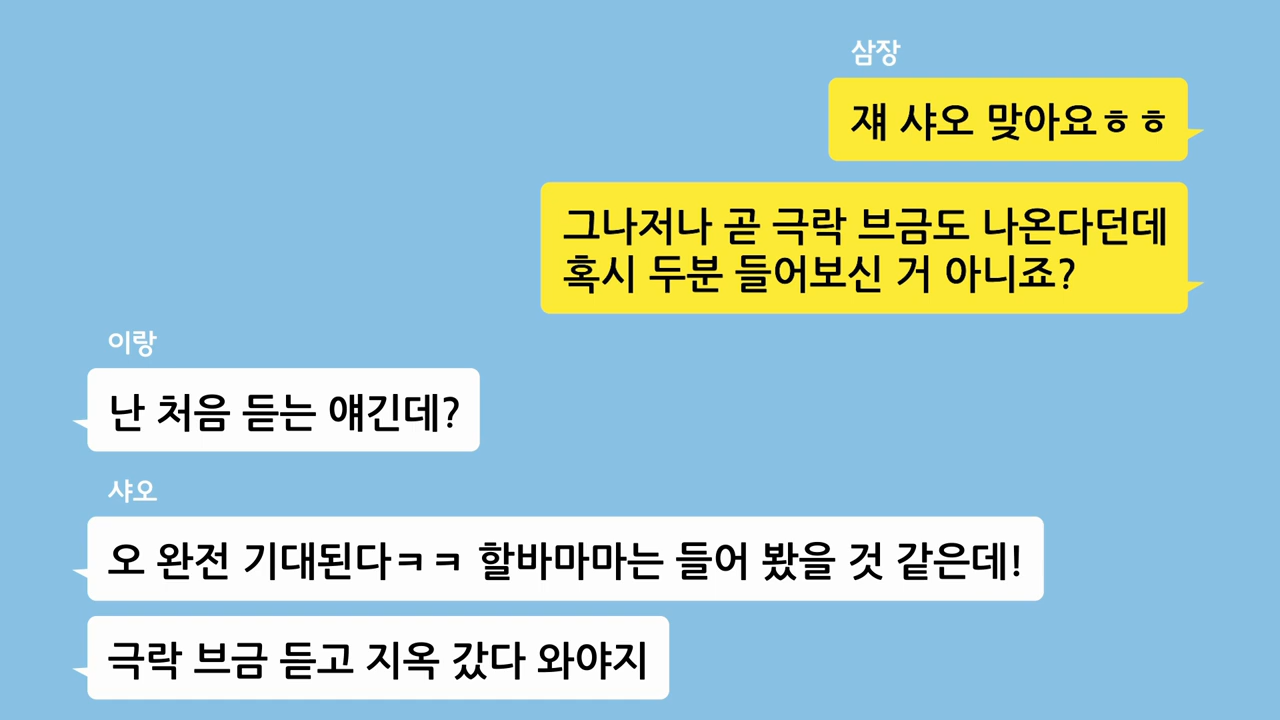 삼장
쟤 샤오 맞아요ㅎㅎ
그나저나 곧 극락 브금도 나온다던데
혹시 두분 들어보신 거 아니죠?
이랑
난 처음 듣는 얘긴데?
샤오
오 완전 기대된다ㅋㅋ 할바마마는 들어 봤을 것 같은데!
극락 브금 듣고 지옥 갔다 와야지